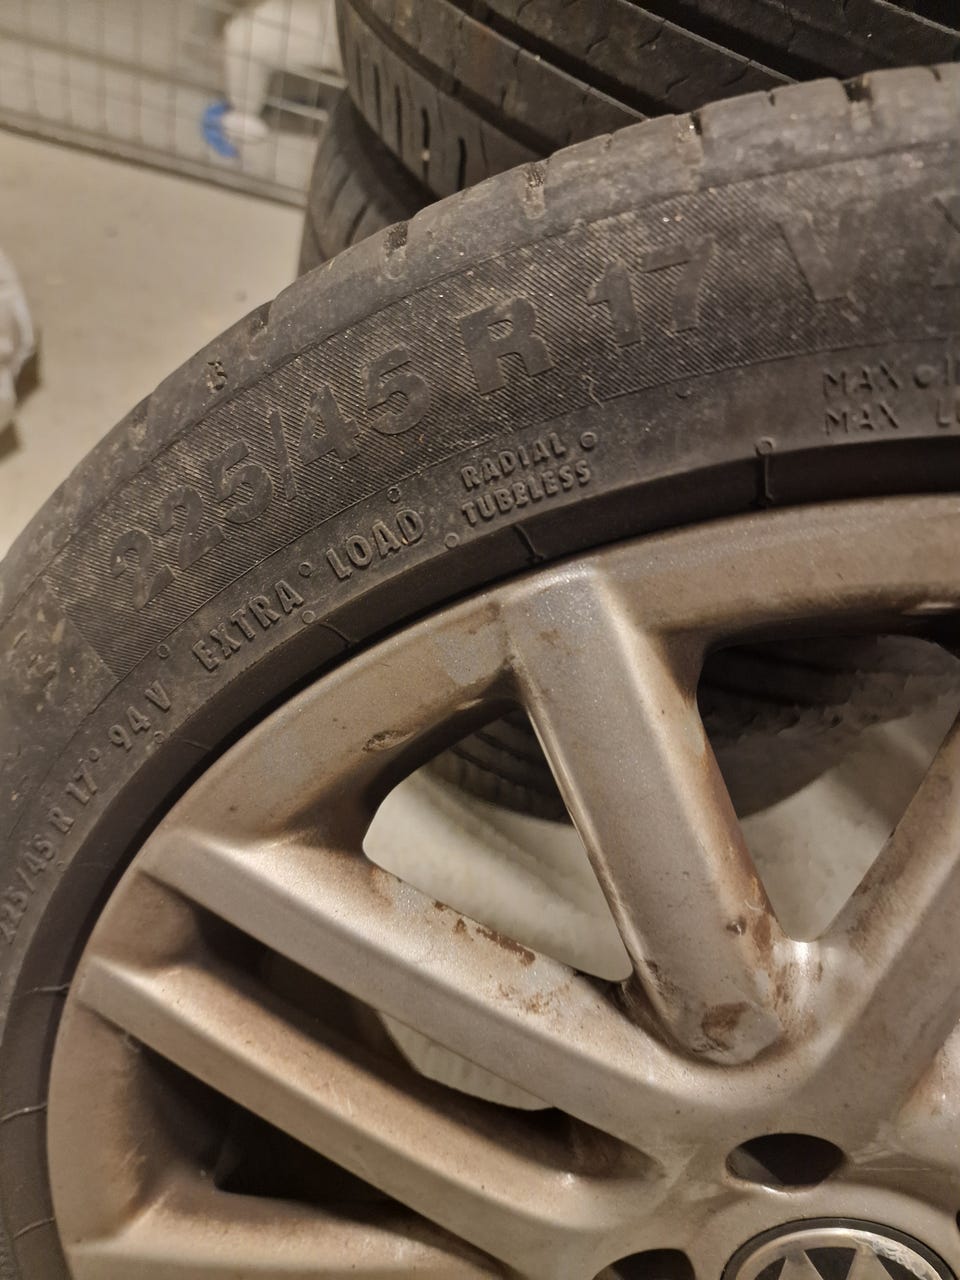 225/45 R 17 V
MAX
MAX
RADIAL
TUBELESS
EXTRA LOAD
225/45 R 17 94 V